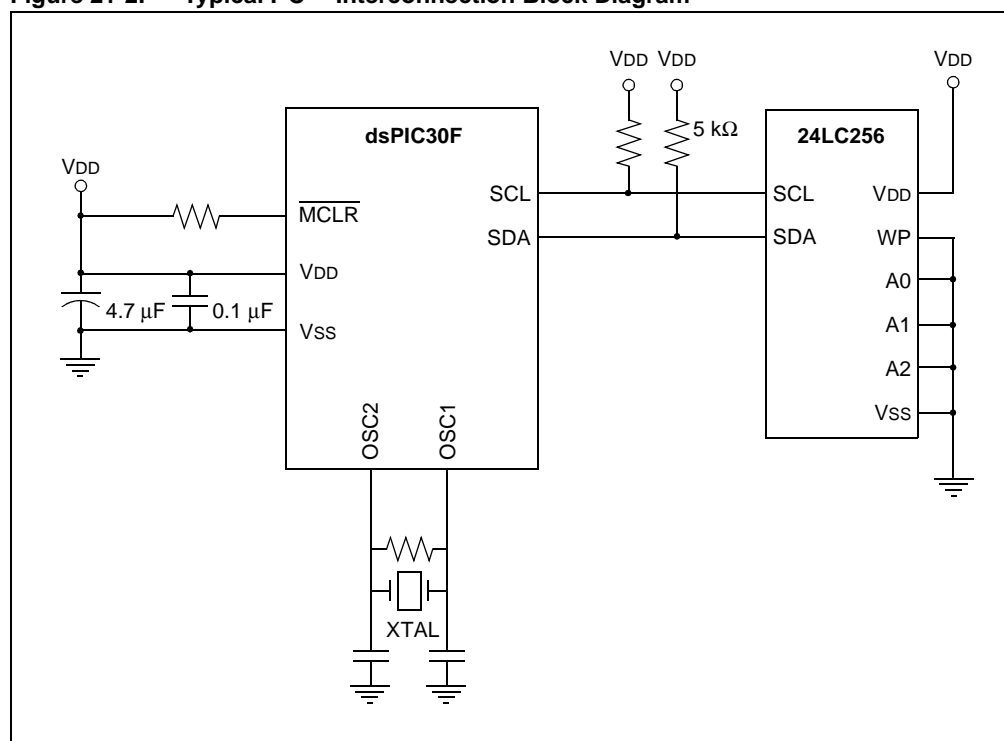 Figure 21-2: Typical Interconnection Block Diagram
VDD VDD
VDD
dsPIC30F
5 kΩ
24LC256
VDD
SCL
SCL
VDD
MCLR
SDA
SDA
WP
VDD
A0
4.7 μF
0.1 μF
VSS
A1
A2
VSS
OSC2
OSC1
XTAL